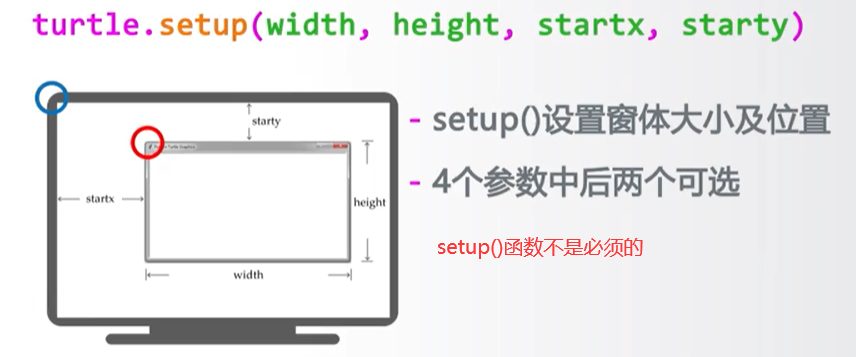 turtle.setup(width, height, startx, starty)
starty
startx
height
width
- setup()设置窗体大小及位置
- 4个参数中后两个可选
setup()函数不是必须的